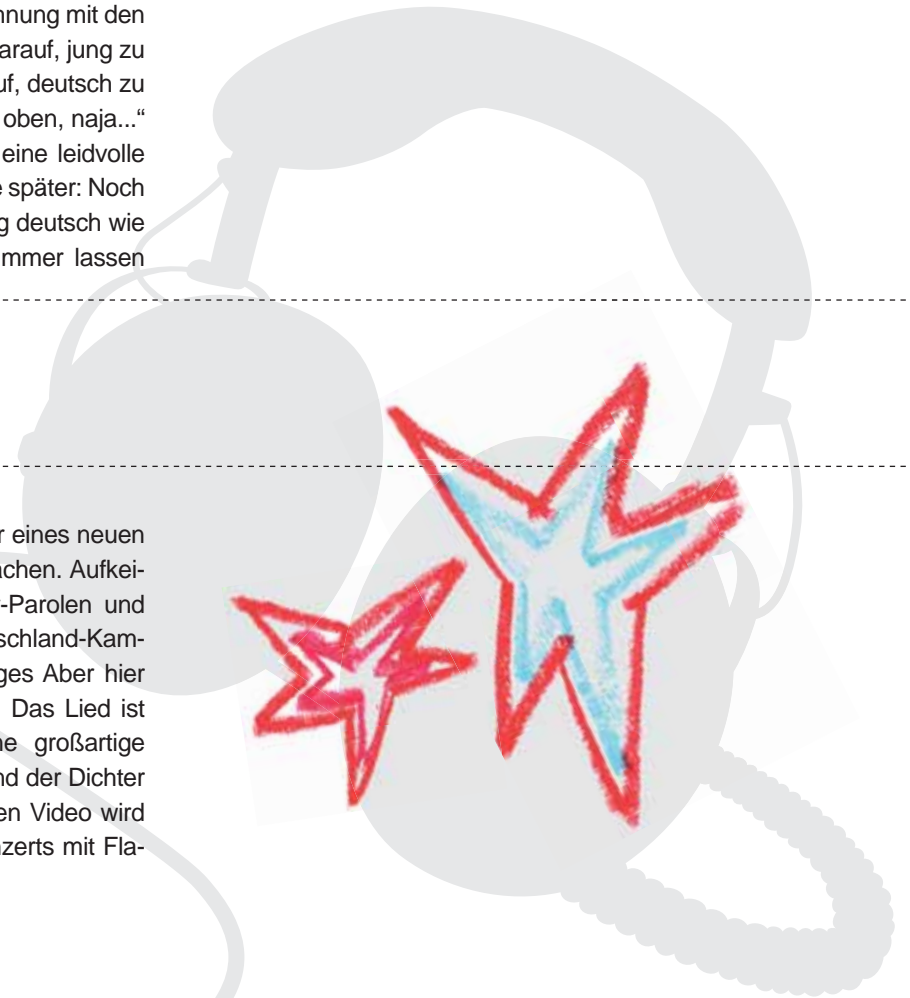 nnung mit den
arauf, jung zu
uf, deutsch zu
oben, naja...“
eine leidvolle
e später: Noch
g deutsch wie
mmer lassen
r eines neuen
achen. Aufkei-
-Parolen und
schland-Kam-
ges Aber hier
Das Lied ist
ne großartige
nd der Dichter
en Video wird
nzerts mit Fla-